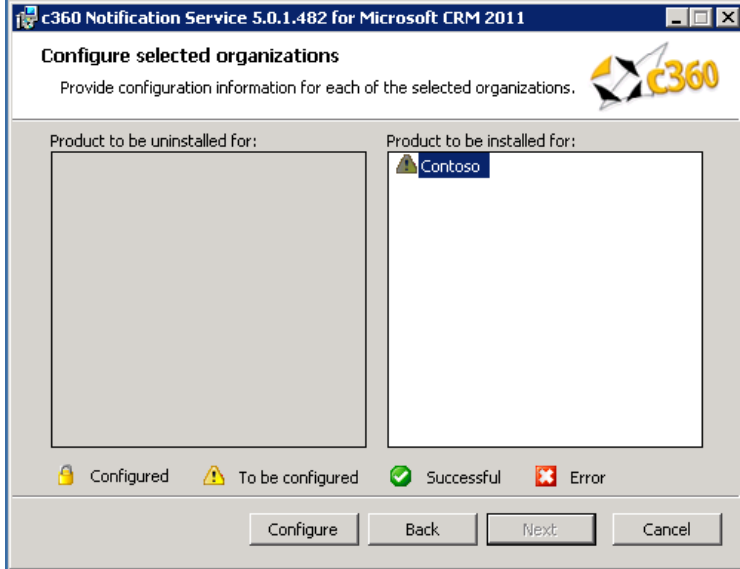 c360 Notification Service 5.0.1.482 for Microsoft CRM 2011
Configure selected organizations
Provide configuration information for each of the selected organizations.
c360
Product to be uninstalled for:
Product to be installed for:
Contoso
Configured
To be configured
Successful
Error
Configure
Back
Next
Cancel